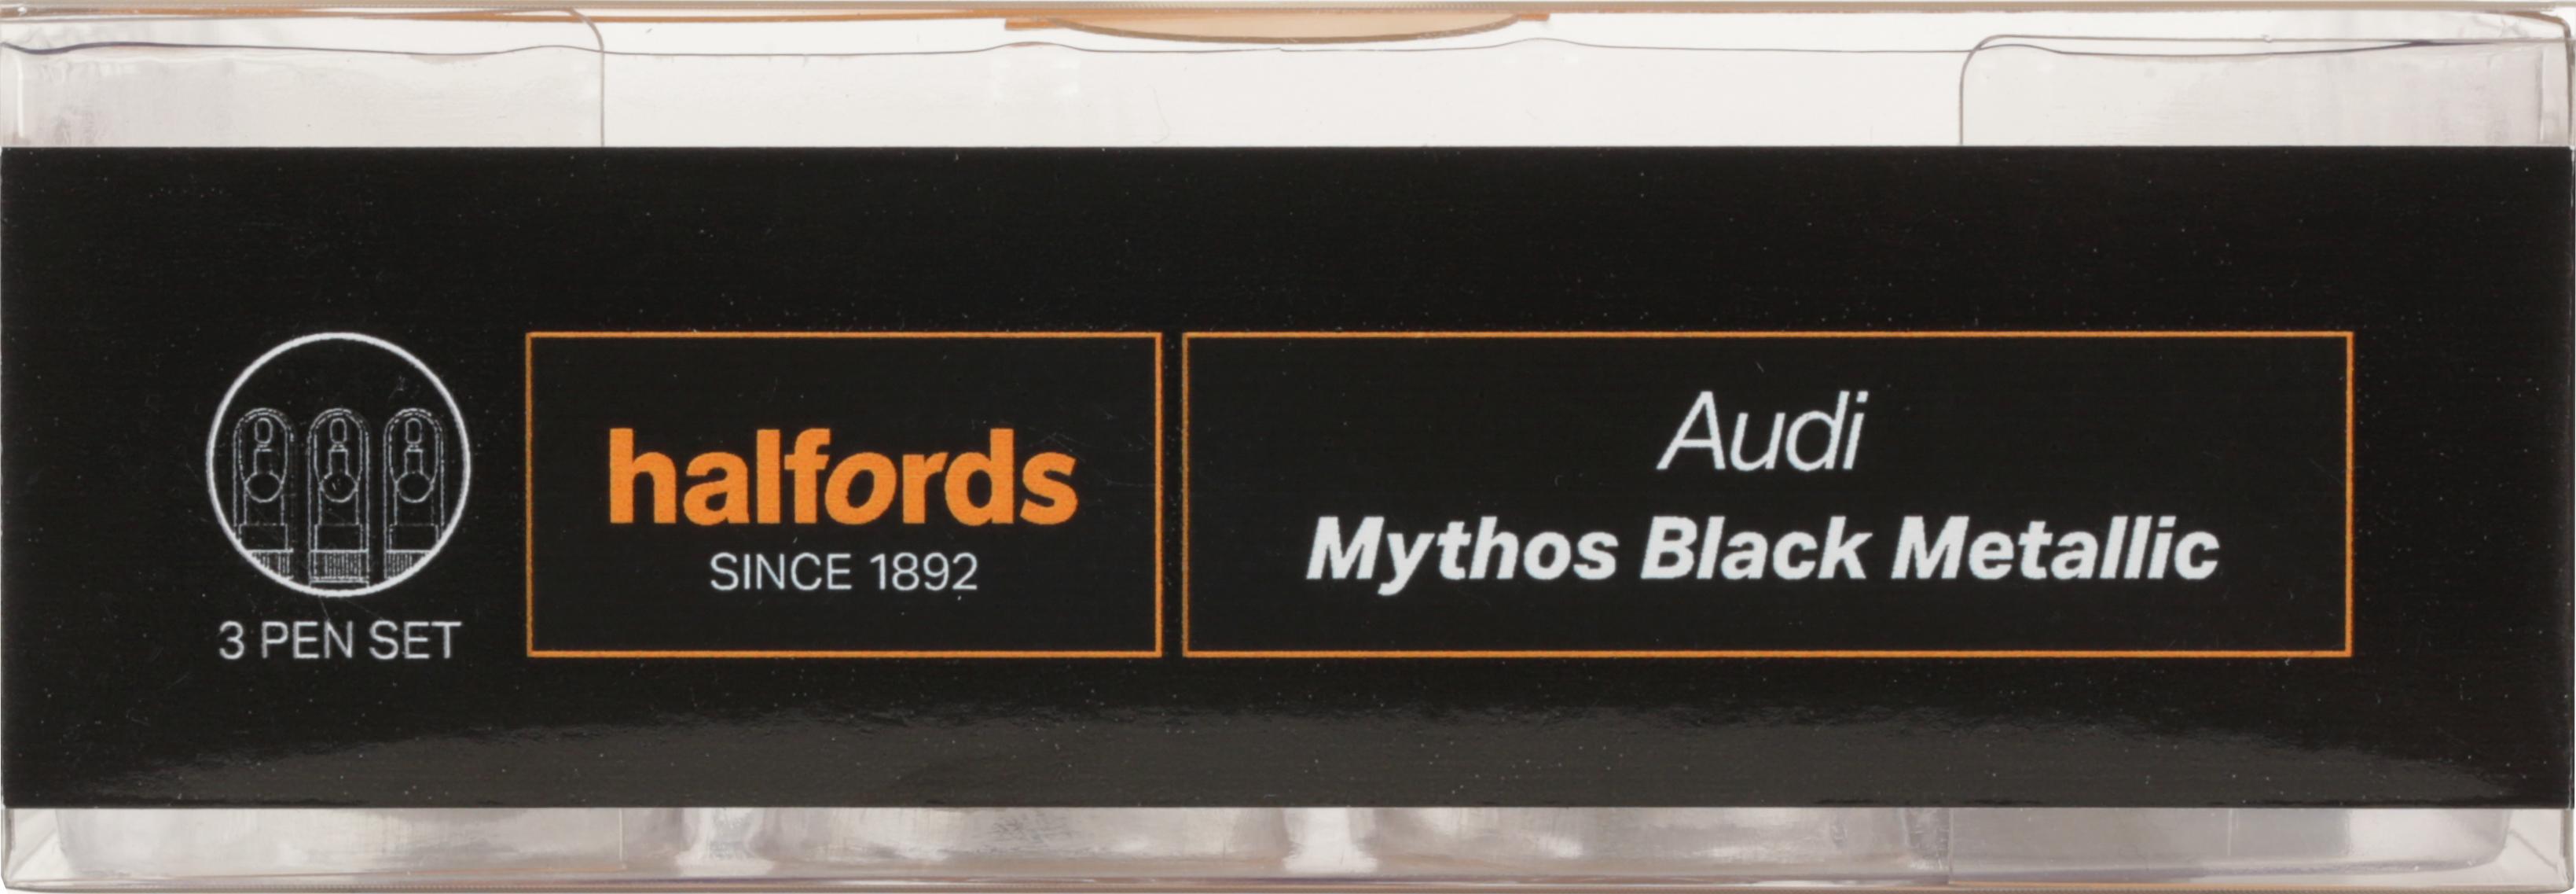 3 PEN SET
halfords
SINCE 1892
Audi
Mythos Black Metallic